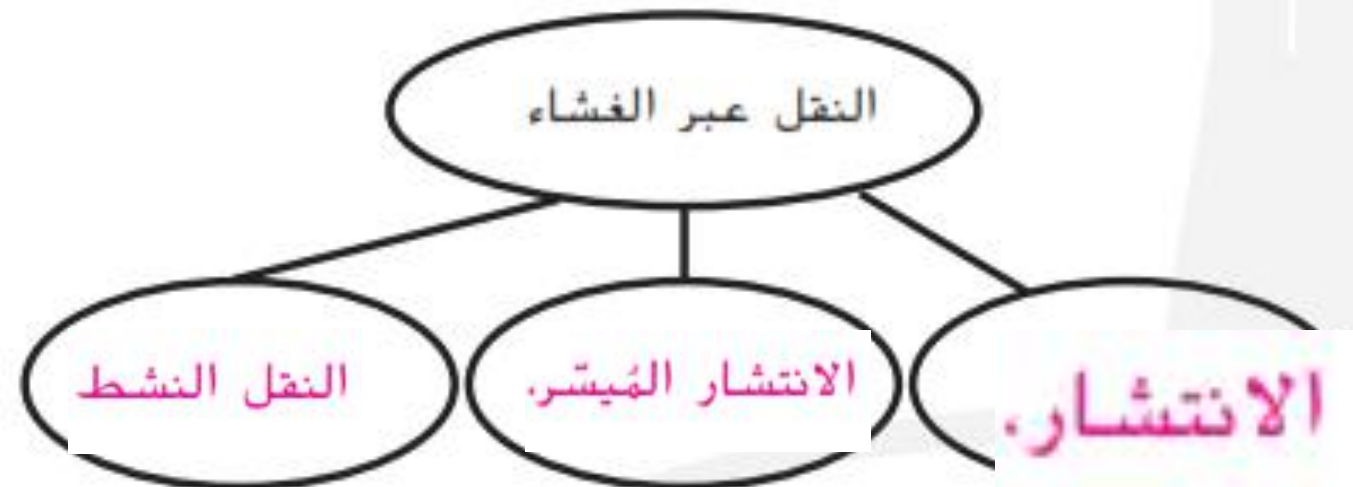 النقل عبر الغشاء
الانتشار.
الانتشار المُيسّر.
النقل النشط